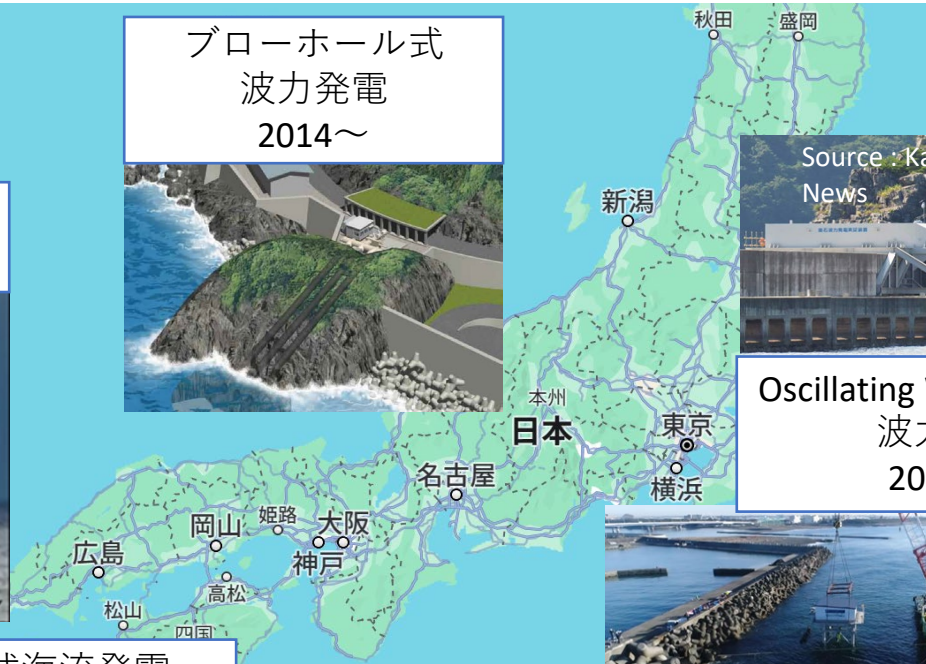 ブローホール式
波力発電
2014～
秋田
盛岡
Source : Ka
News
新潟
Oscillating
波
20
本州
日本
東京
横浜
名古屋
大阪
神戸
姫路
岡山
広島
高松
松山
四国
海流発電